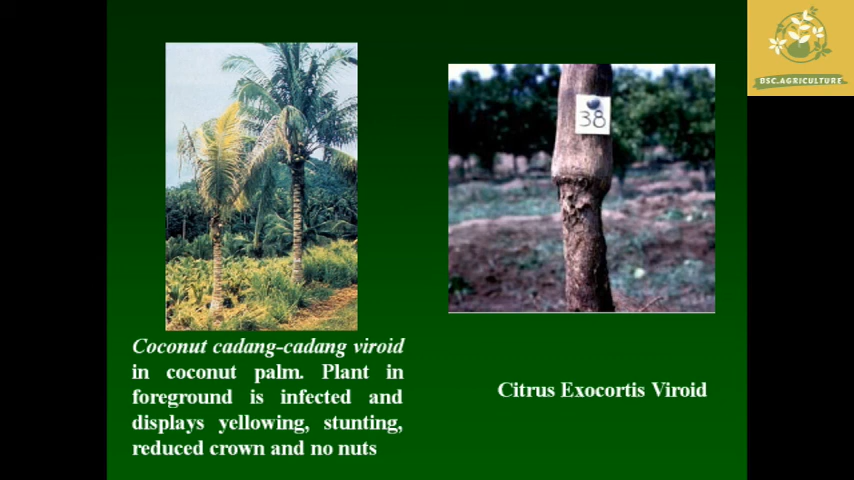 BSC.AGRICULTURE
38
Coconut cadang-cadang viroid
in coconut palm. Plant in
foreground is infected and
displays yellowing, stunting,
reduced crown and no nuts
Citrus Exocortis Viroid